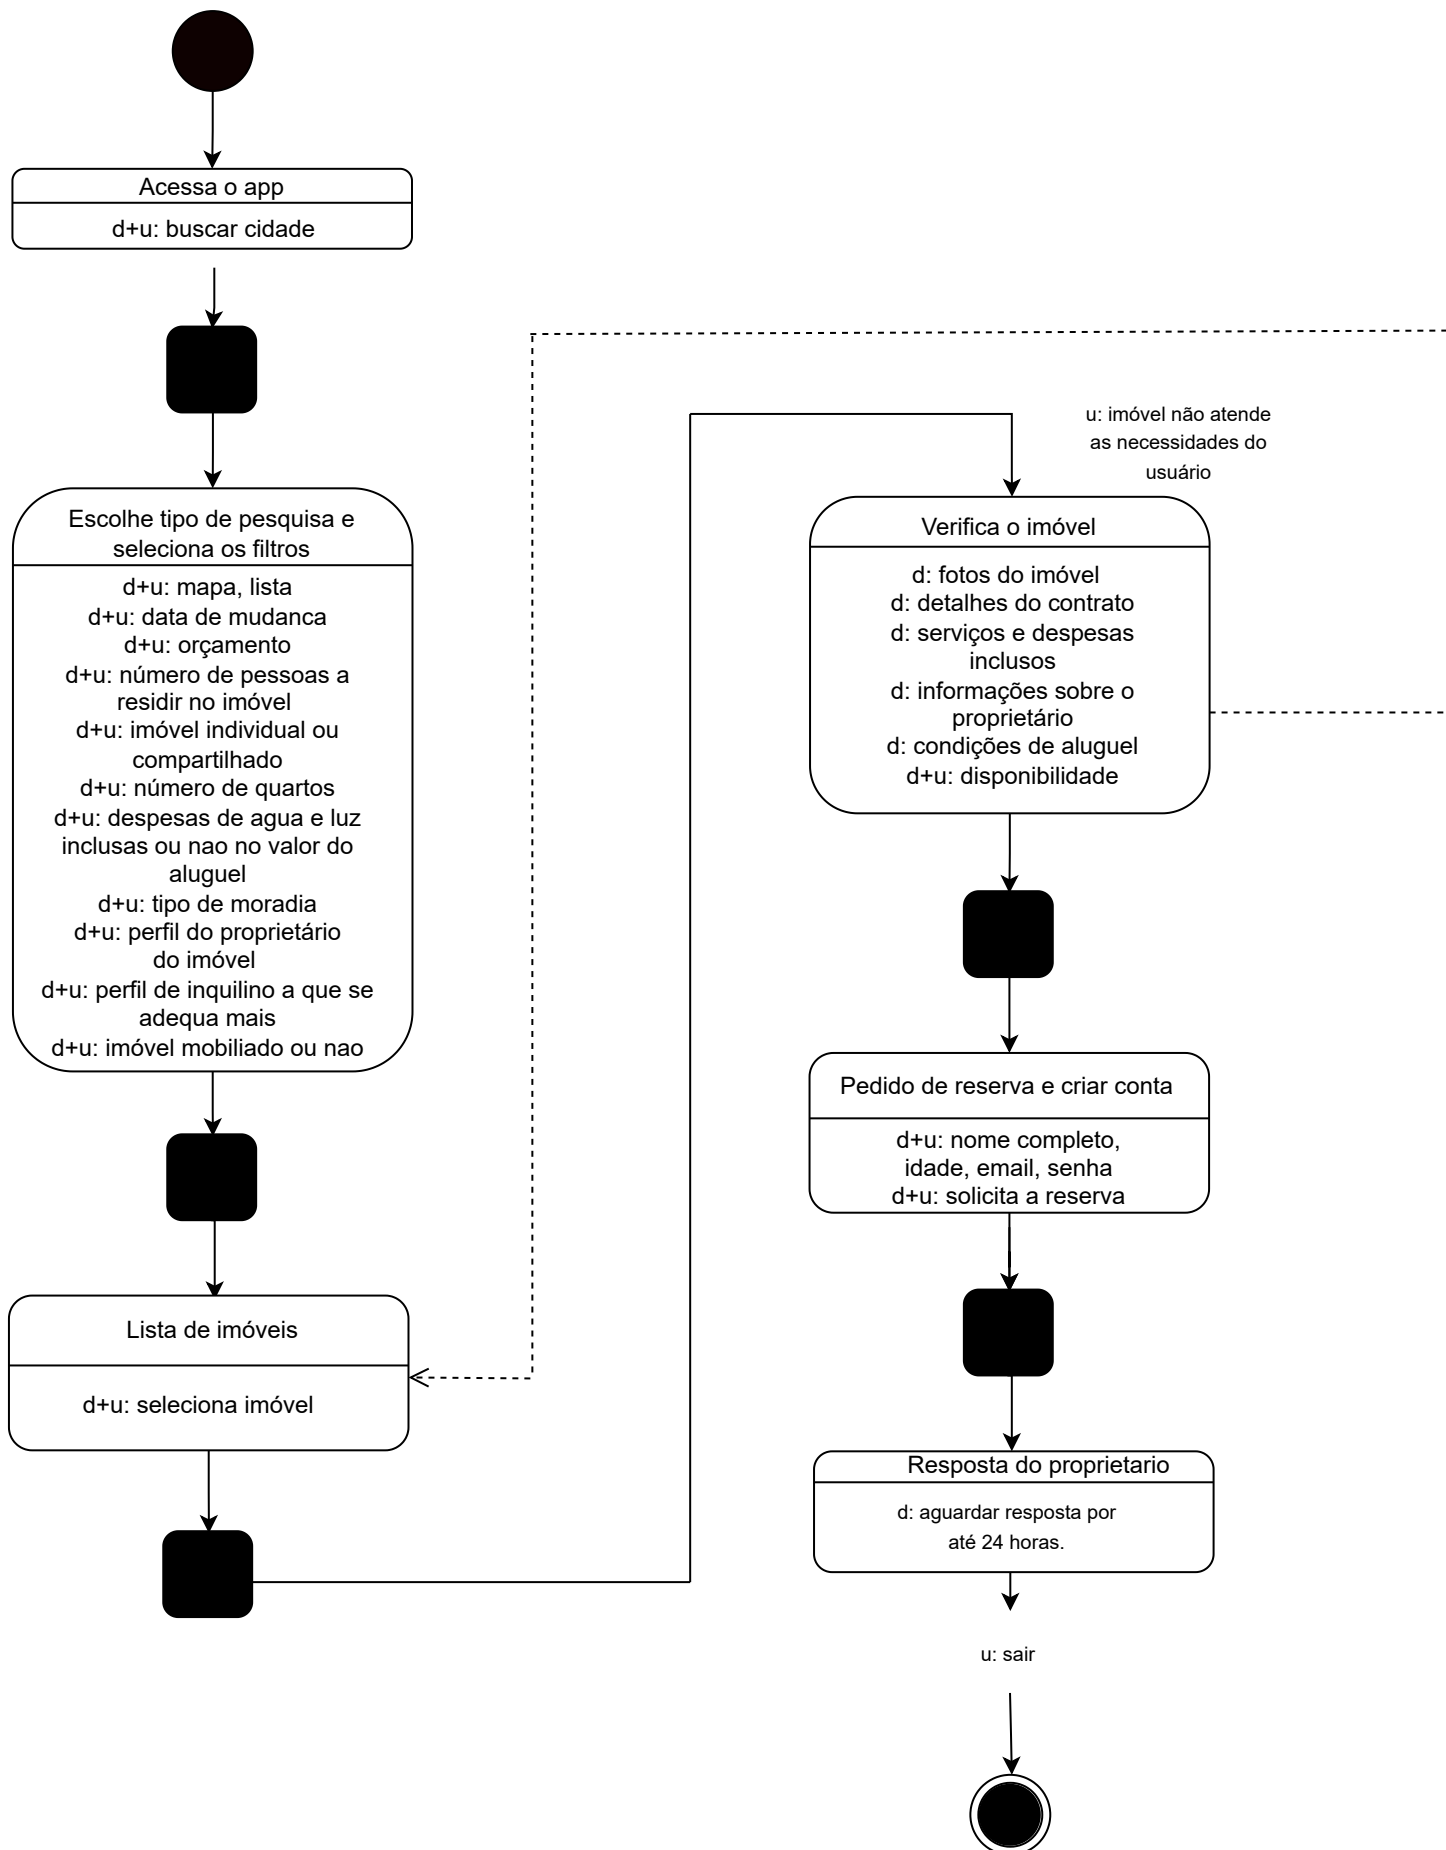 Acessa o app
d+u: buscar cidade
Escolhe tipo de pesquisa e
seleciona os filtros
d+u: mapa, lista
d+u: data de mudanca
d+u: orçamento
d+u: número de pessoas a
residir no imóvel
d+u: imóvel individual ou
compartilhado
d+u: número de quartos
d+u: despesas de agua e luz
inclusas ou nao no valor do
aluguel
d+u: tipo de moradia
d+u: perfil do proprietário
do imóvel
d+u: perfil de inquilino a que se
adequa mais
d+u: imóvel mobiliado ou nao
Lista de imóveis
d+u: seleciona imóvel
u: imóvel não atende
as necessidades do
usuário
Verifica o imóvel
d: fotos do imóvel
d: detalhes do contrato
d: serviços e despesas
inclusos
d: informações sobre o
proprietário
d: condições de aluguel
d+u: disponibilidade
Pedido de reserva e criar conta
d+u: nome completo,
idade, email, senha
d+u: solicita a reserva
Resposta do proprietario
d: aguardar resposta por
até 24 horas.
u: sair